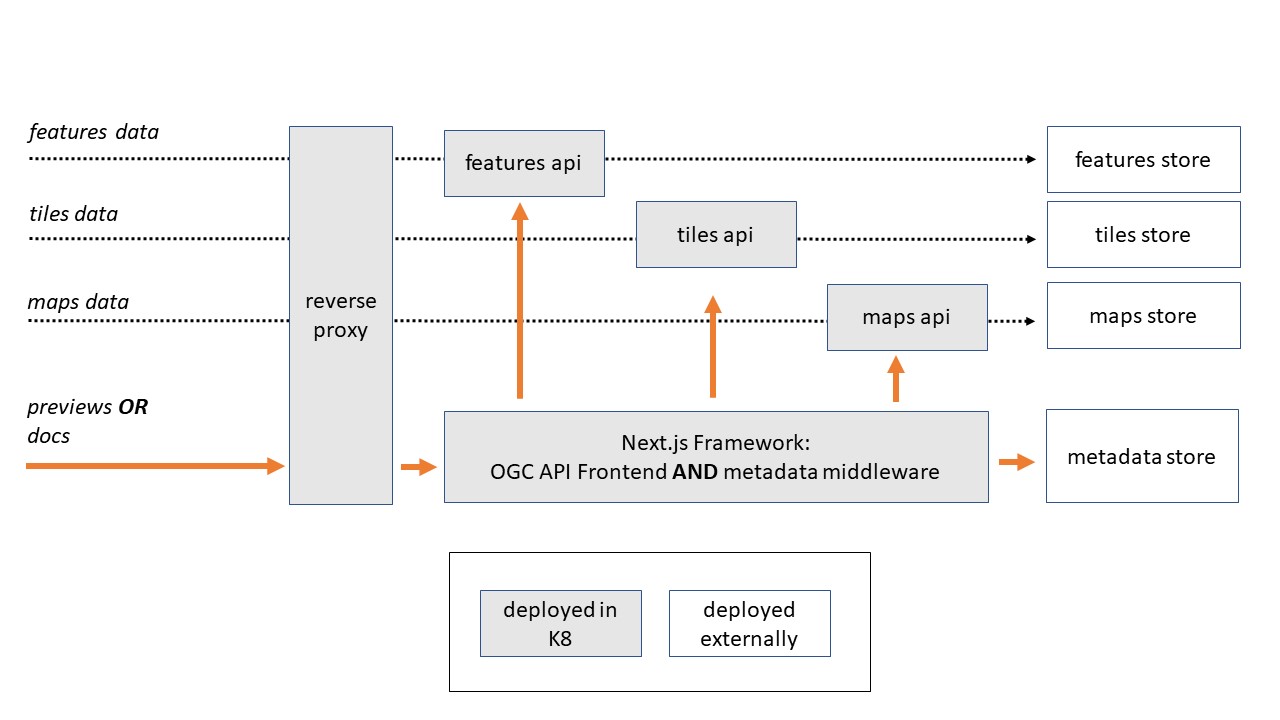 features data
features api
features store
tiles data
tiles api
tiles store
maps data
reverse
proxy
maps api
maps store
previews OR
docs
Next.js Framework:
OGC API Frontend AND metadata middleware
metadata store
deployed in
K8
deployed
externally